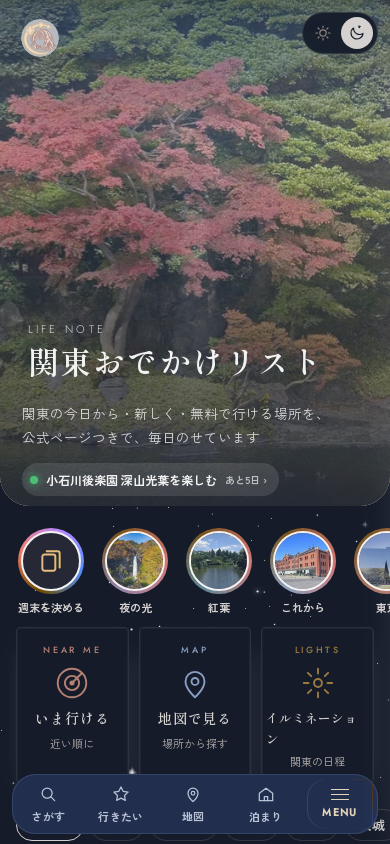 LIFE NOTE
関東おでかけリスト
関東の今日から・新しく・無料で行ける場所を、
公式ページつきで、毎日のせています
小石川後楽園 深山光葉を楽しむ あと5日 ›
週末を決める 夜の光 紅葉 これから
NEAR ME MAP LIGHTS
いま行ける 地図で見る イルミネーショ
ン
近い順に 場所から探す 関東の日程
さがす 行きたい 地図 泊まり MENU
城